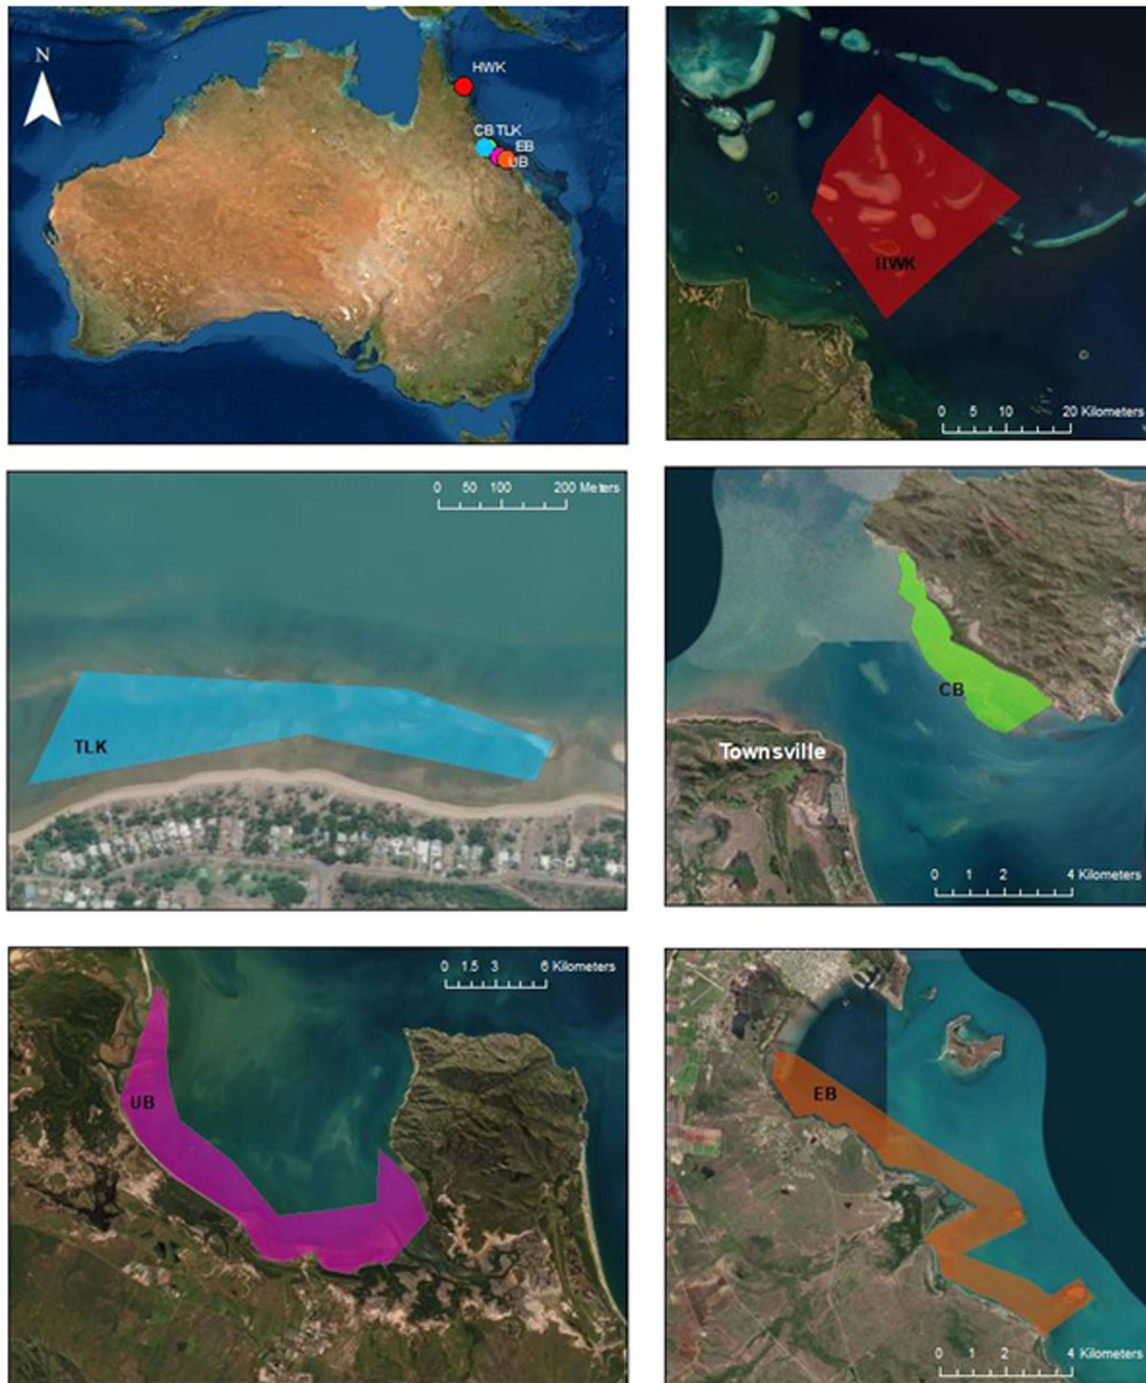 N
HWK
CB TLK
EB
UB
HWK
0 5 10 20 Kilometers
0 50 100 200 Meters
TLK
CB
Townsville
0 1 2 4 Kilometers
0 1.5 3 6 Kilometers
UB
EB
0 1 2 4 Kilometers